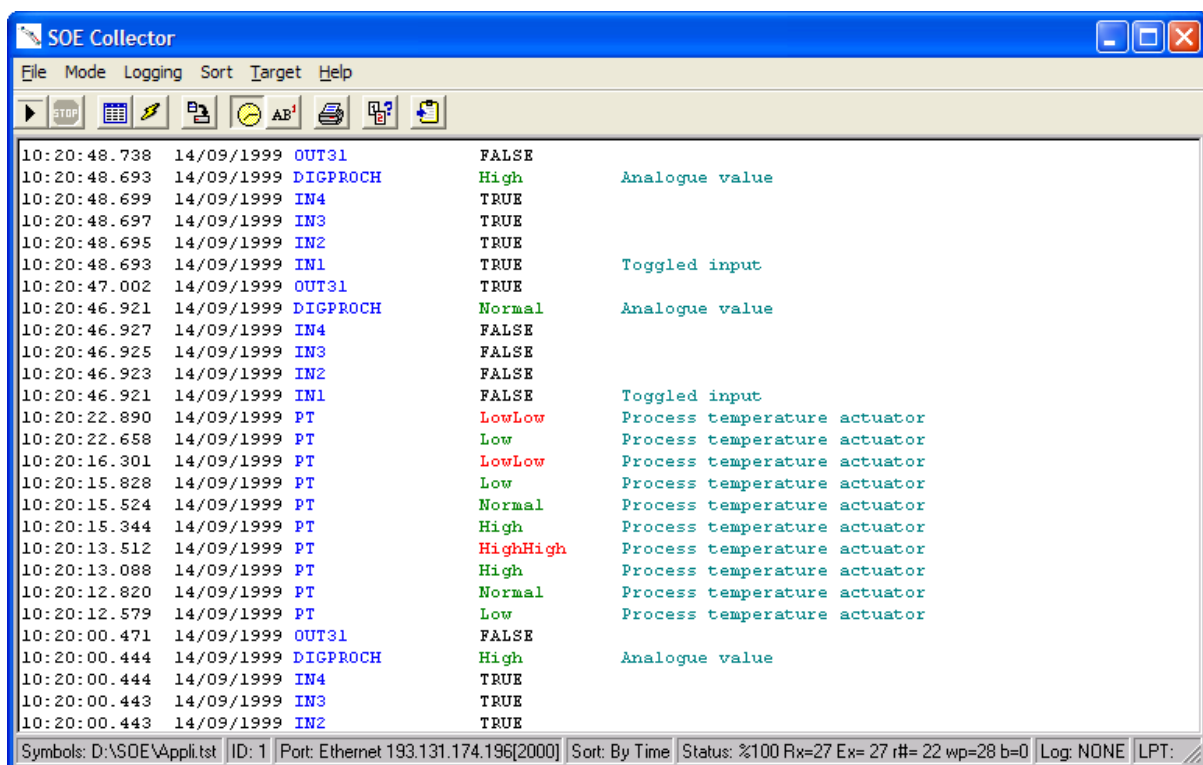 SOE Collector
File Mode Logging Sort Target Help
STOP AB¹
10:20:48.738 14/09/1999 OUT31 FALSE
10:20:48.693 14/09/1999 DIGPROCH High Analogue value
10:20:48.699 14/09/1999 IN4 TRUE
10:20:48.697 14/09/1999 IN3 TRUE
10:20:48.695 14/09/1999 IN2 TRUE
10:20:48.693 14/09/1999 IN1 TRUE Toggled input
10:20:47.002 14/09/1999 OUT31 TRUE
10:20:46.921 14/09/1999 DIGPROCH Normal Analogue value
10:20:46.927 14/09/1999 IN4 FALSE
10:20:46.925 14/09/1999 IN3 FALSE
10:20:46.923 14/09/1999 IN2 FALSE
10:20:46.921 14/09/1999 IN1 FALSE Toggled input
10:20:22.890 14/09/1999 PT LowLow Process temperature actuator
10:20:22.658 14/09/1999 PT Low Process temperature actuator
10:20:16.301 14/09/1999 PT LowLow Process temperature actuator
10:20:15.828 14/09/1999 PT Low Process temperature actuator
10:20:15.524 14/09/1999 PT Normal Process temperature actuator
10:20:15.344 14/09/1999 PT High Process temperature actuator
10:20:13.512 14/09/1999 PT HighHigh Process temperature actuator
10:20:13.088 14/09/1999 PT High Process temperature actuator
10:20:12.820 14/09/1999 PT Normal Process temperature actuator
10:20:12.579 14/09/1999 PT Low Process temperature actuator
10:20:00.471 14/09/1999 OUT31 FALSE
10:20:00.444 14/09/1999 DIGPROCH High Analogue value
10:20:00.444 14/09/1999 IN4 TRUE
10:20:00.443 14/09/1999 IN3 TRUE
10:20:00.443 14/09/1999 IN2 TRUE
Symbols: D:\SOE\Appli.tst ID: 1 Port: Ethernet 193.131.174.196[2000] Sort: By Time Status: %100 Rx=27 Ex= 27 r#= 22 wp=28 b=0 Log: NONE LPT: